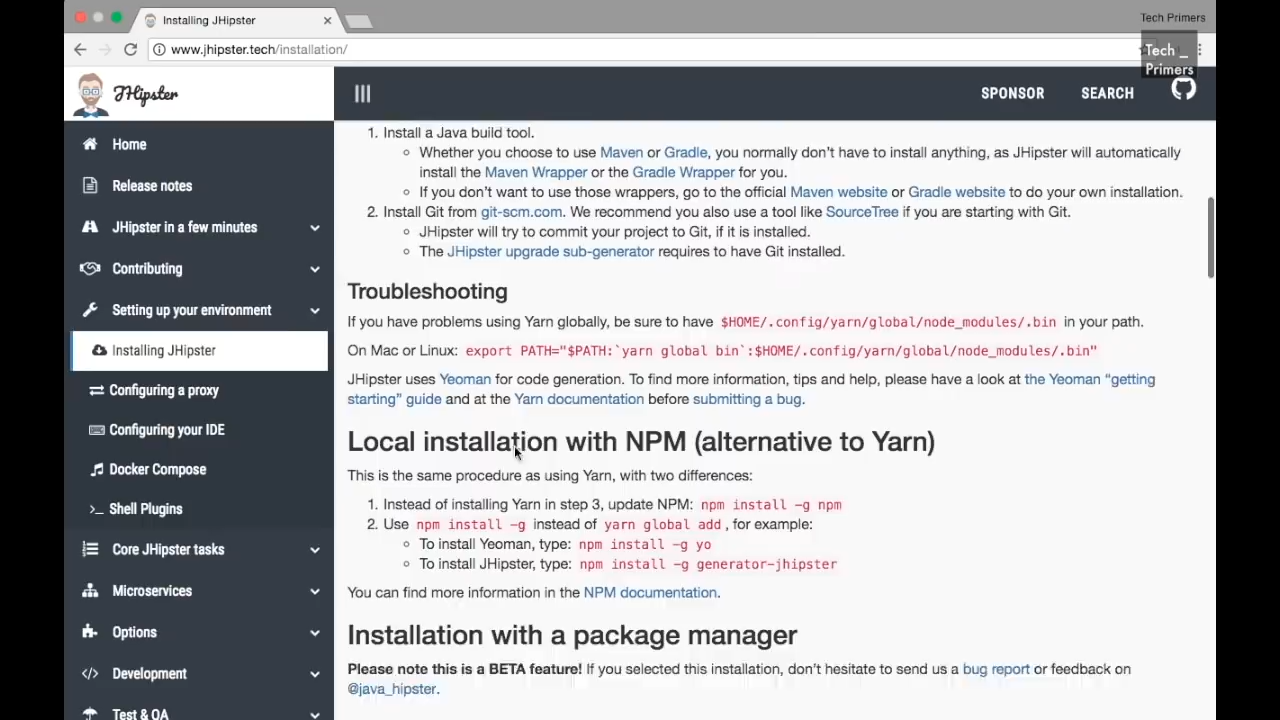 Installing JHipster
Tech Primers
www.jhipster.tech/installation/
Tech _
Primers
JHipster
SPONSOR
SEARCH
Home
Release notes
JHipster in a few minutes
Contributing
Setting up your environment
Installing JHipster
Configuring a proxy
Configuring your IDE
Docker Compose
Shell Plugins
Core JHipster tasks
Microservices
Options
Development
Test & QA
1. Install a Java build tool.
Whether you choose to use Maven or Gradle, you normally don't have to install anything, as JHipster will automatically
install the Maven Wrapper or the Gradle Wrapper for you.
If you don't want to use those wrappers, go to the official Maven website or Gradle website to do your own installation.
2. Install Git from git-scm.com. We recommend you also use a tool like SourceTree if you are starting with Git.
JHipster will try to commit your project to Git, if it is installed.
The JHipster upgrade sub-generator requires to have Git installed.
Troubleshooting
If you have problems using Yarn globally, be sure to have $HOME/.config/yarn/global/node_modules/.bin in your path.
On Mac or Linux: export PATH="$PATH:`yarn global bin`:$HOME/.config/yarn/global/node_modules/.bin"
JHipster uses Yeoman for code generation. To find more information, tips and help, please have a look at the Yeoman "getting
starting" guide and at the Yarn documentation before submitting a bug.
Local installation with NPM (alternative to Yarn)
This is the same procedure as using Yarn, with two differences:
1. Instead of installing Yarn in step 3, update NPM: npm install -g npm
2. Use npm install -g instead of yarn global add, for example:
To install Yeoman, type: npm install -g yo
To install JHipster, type: npm install -g generator-jhipster
You can find more information in the NPM documentation.
Installation with a package manager
Please note this is a BETA feature! If you selected this installation, don't hesitate to send us a bug report or feedback on
@java_hipster.